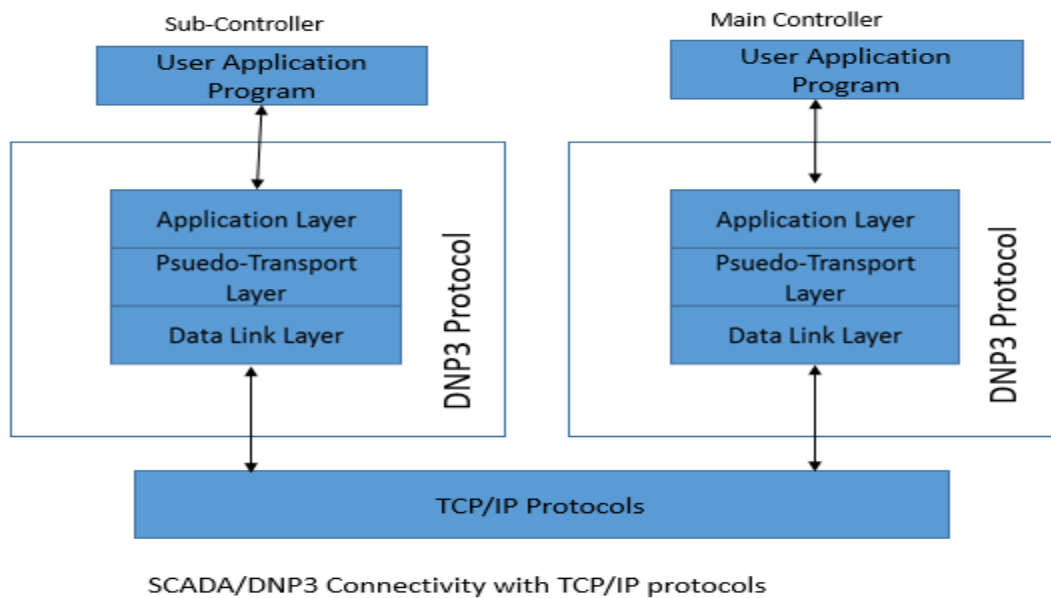 Sub-Controller
User Application
Program
Application Layer
Psuedo-Transport
Layer
Data Link Layer
DNP3 Protocol
Main Controller
User Application
Program
Application Layer
Psuedo-Transport
Layer
Data Link Layer
DNP3 Protocol
TCP/IP Protocols
SCADA/DNP3 Connectivity with TCP/IP protocols